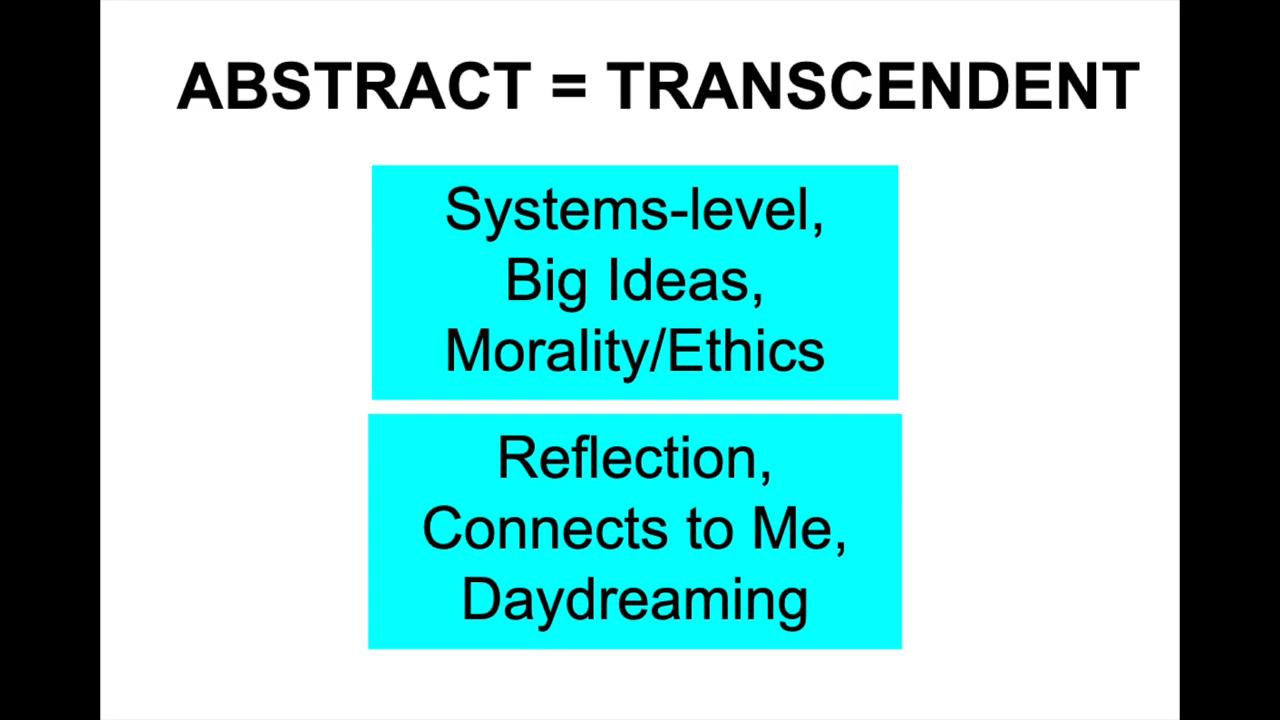 ABSTRACT = TRANSCENDENT
Systems-level,
Big Ideas,
Morality/Ethics
Reflection,
Connects to Me,
Daydreaming